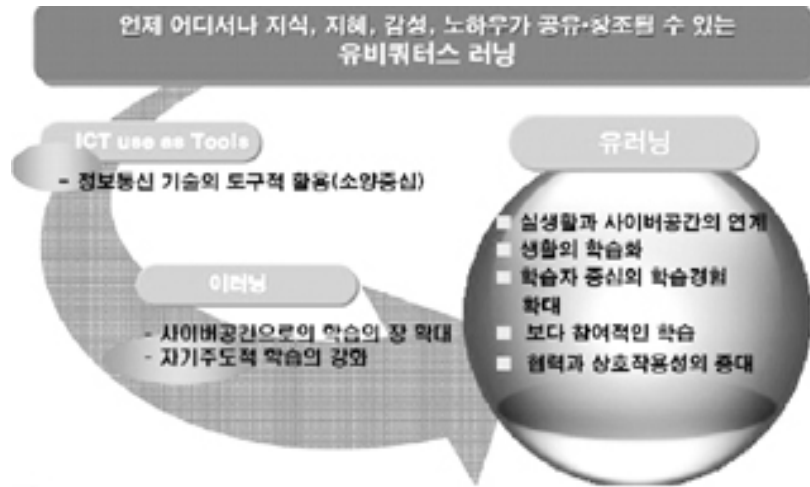 언제 어디서나 지식, 지혜, 감성, 노하우가 공유·창조될 수 있는
유비쿼터스 러닝
ICT use as Tools
- 정보통신 기술의 도구적 활용(소양중심)
이러닝
- 사이버공간으로의 학습의 장 확대
- 자기주도적 학습의 강화
유러닝
실생활과 사이버공간의 연계
생활의 학습화
학습자 중심의 학습경험
확대
보다 참여적인 학습
협력과 상호작용성의 증대